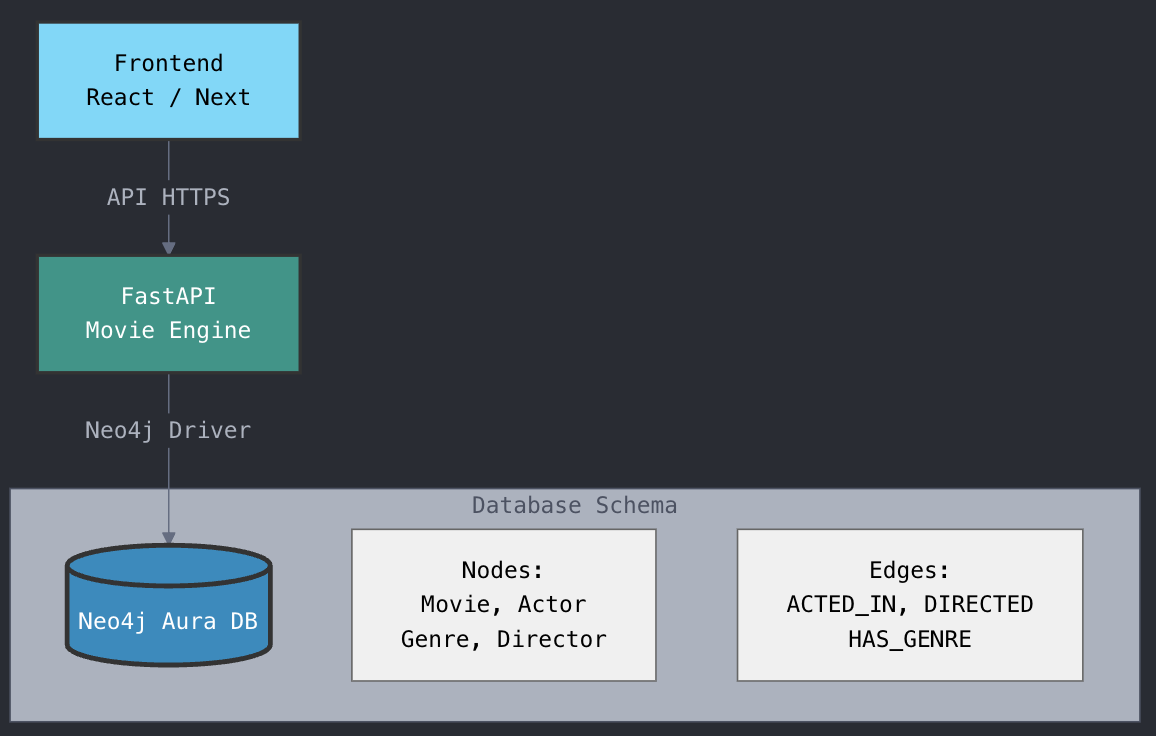 Frontend
React / Next
API HTTPS
FastAPI
Movie Engine
Neo4j Driver
Database Schema
Neo4j Aura DB
Nodes:
Movie, Actor
Genre, Director
Edges:
ACTED_IN, DIRECTED
HAS_GENRE